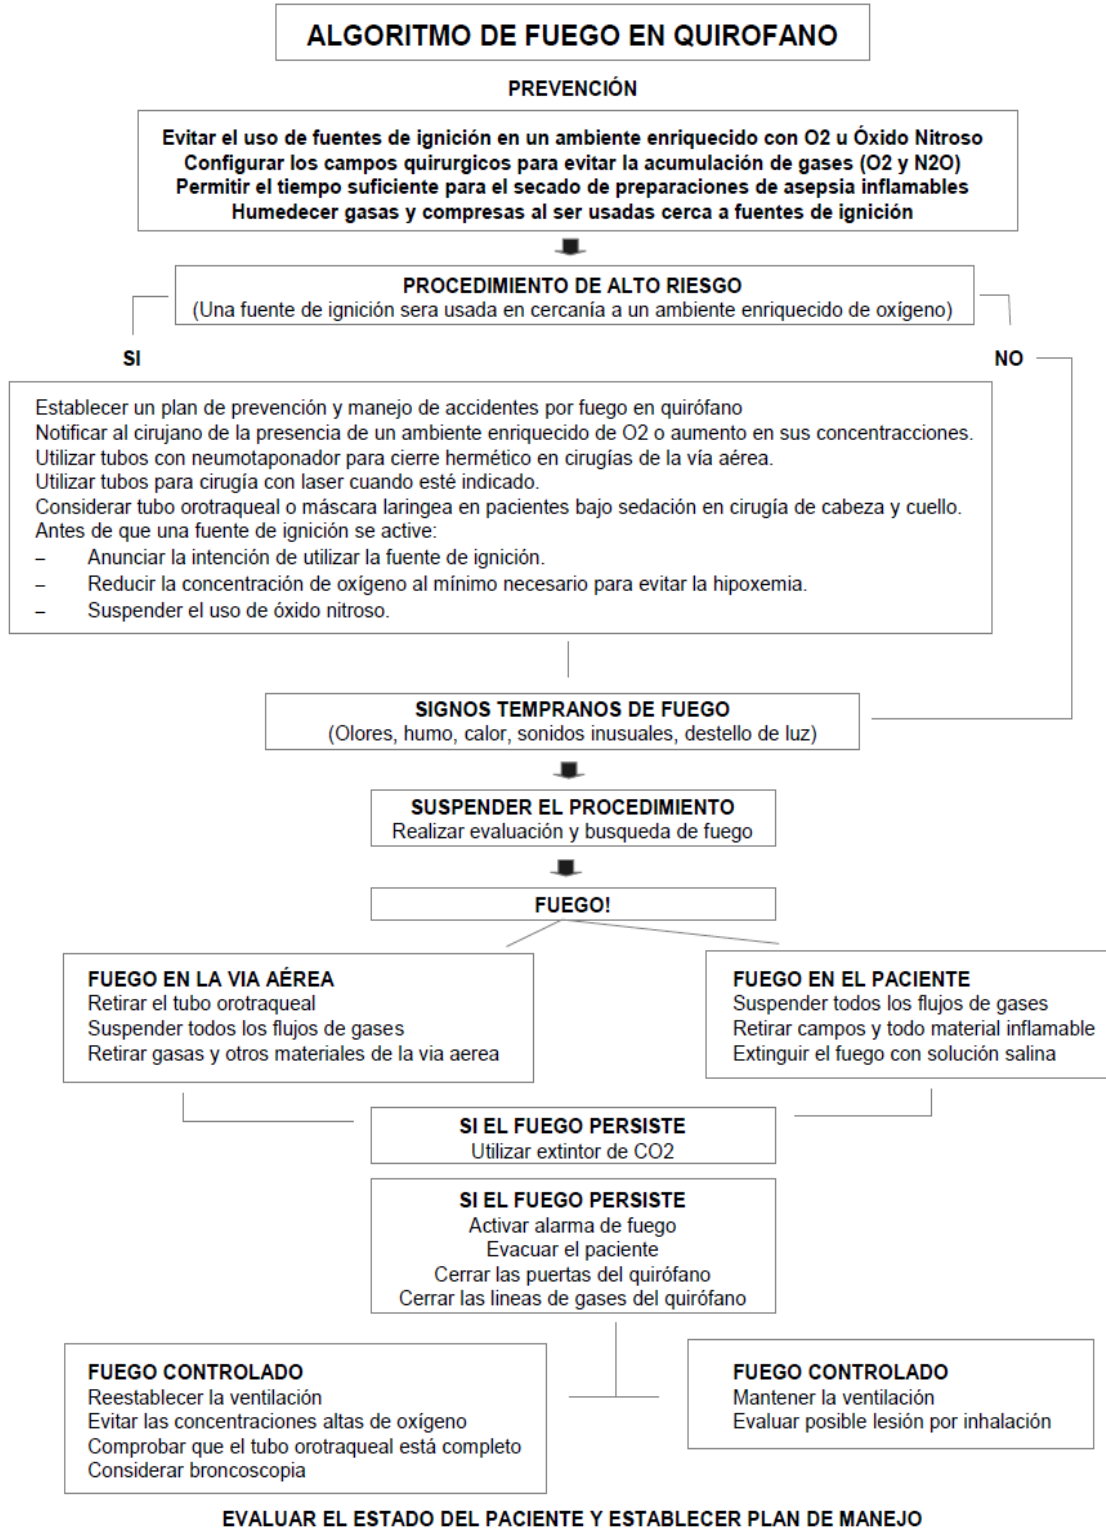 ALGORITMO DE FUEGO EN QUIROFANO
PREVENCIÓN
Evitar el uso de fuentes de ignición en un ambiente enriquecido con O2 u Óxido Nitroso
Configurar los campos quirurgicos para evitar la acumulación de gases (O2 y N2O)
Permitir el tiempo suficiente para el secado de preparaciones de asepsia inflamables
Humedecer gasas y compresas al ser usadas cerca a fuentes de ignición
PROCEDIMIENTO DE ALTO RIESGO
(Una fuente de ignición sera usada en cercanía a un ambiente enriquecido de oxígeno)
SI
NO
Establecer un plan de prevención y manejo de accidentes por fuego en quirófano
Notificar al cirujano de la presencia de un ambiente enriquecido de O2 o aumento en sus concentracciones.
Utilizar tubos con neumotaponador para cierre hermético en cirugías de la vía aérea.
Utilizar tubos para cirugía con laser cuando esté indicado.
Considerar tubo orotraqueal o máscara laringea en pacientes bajo sedación en cirugía de cabeza y cuello.
Antes de que una fuente de ignición se active:
– Anunciar la intención de utilizar la fuente de ignición.
– Reducir la concentración de oxígeno al mínimo necesario para evitar la hipoxemia.
– Suspender el uso de óxido nitroso.
SIGNOS TEMPRANOS DE FUEGO
(Olores, humo, calor, sonidos inusuales, destello de luz)
SUSPENDER EL PROCEDIMIENTO
Realizar evaluación y busqueda de fuego
FUEGO!
FUEGO EN LA VIA AÉREA
Retirar el tubo orotraqueal
Suspender todos los flujos de gases
Retirar gasas y otros materiales de la via aerea
FUEGO EN EL PACIENTE
Suspender todos los flujos de gases
Retirar campos y todo material inflamable
Extinguir el fuego con solución salina
SI EL FUEGO PERSISTE
Utilizar extintor de CO2
SI EL FUEGO PERSISTE
Activar alarma de fuego
Evacuar el paciente
Cerrar las puertas del quirófano
Cerrar las lineas de gases del quirófano
FUEGO CONTROLADO
Reestablecer la ventilación
Evitar las concentraciones altas de oxígeno
Comprobar que el tubo orotraqueal está completo
Considerar broncoscopia
FUEGO CONTROLADO
Mantener la ventilación
Evaluar posible lesión por inhalación
EVALUAR EL ESTADO DEL PACIENTE Y ESTABLECER PLAN DE MANEJO